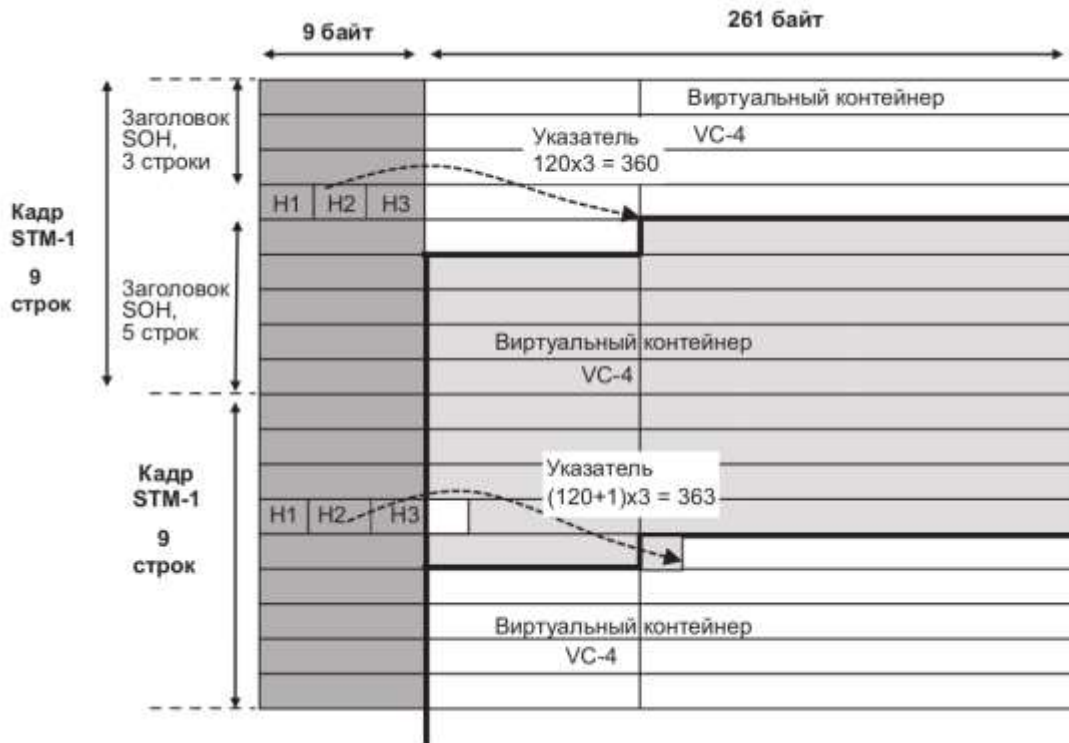 9 байт
261 байт
Виртуальный контейнер
VC-4
Заголовок
SOH,
3 строки
Указатель
120x3 = 360
H1 H2 H3
Кадр
STM-1
9
строк
Заголовок
SOH,
5 строк
Виртуальный контейнер
VC-4
Указатель
(120+1)x3 = 363
Кадр
STM-1
9
строк
H1 H2 H3
Виртуальный контейнер
VC-4